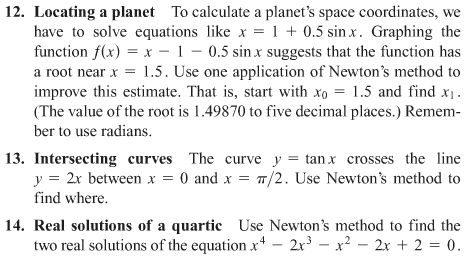 12. Locating a planet To calculate a planet's space coordinates, we
have to solve equations like x = 1 + 0.5 sin x. Graphing the
function f(x) = x − 1 − 0.5 sin x suggests that the function has
a root near x = 1.5. Use one application of Newton's method to
improve this estimate. That is, start with x₀ = 1.5 and find x₁.
(The value of the root is 1.49870 to five decimal places.) Remem-
ber to use radians.
13. Intersecting curves The curve y = tan x crosses the line
y = 2x between x = 0 and x = π/2. Use Newton's method to
find where.
14. Real solutions of a quartic Use Newton's method to find the
two real solutions of the equation x⁴ − 2x³ − x² − 2x + 2 = 0.